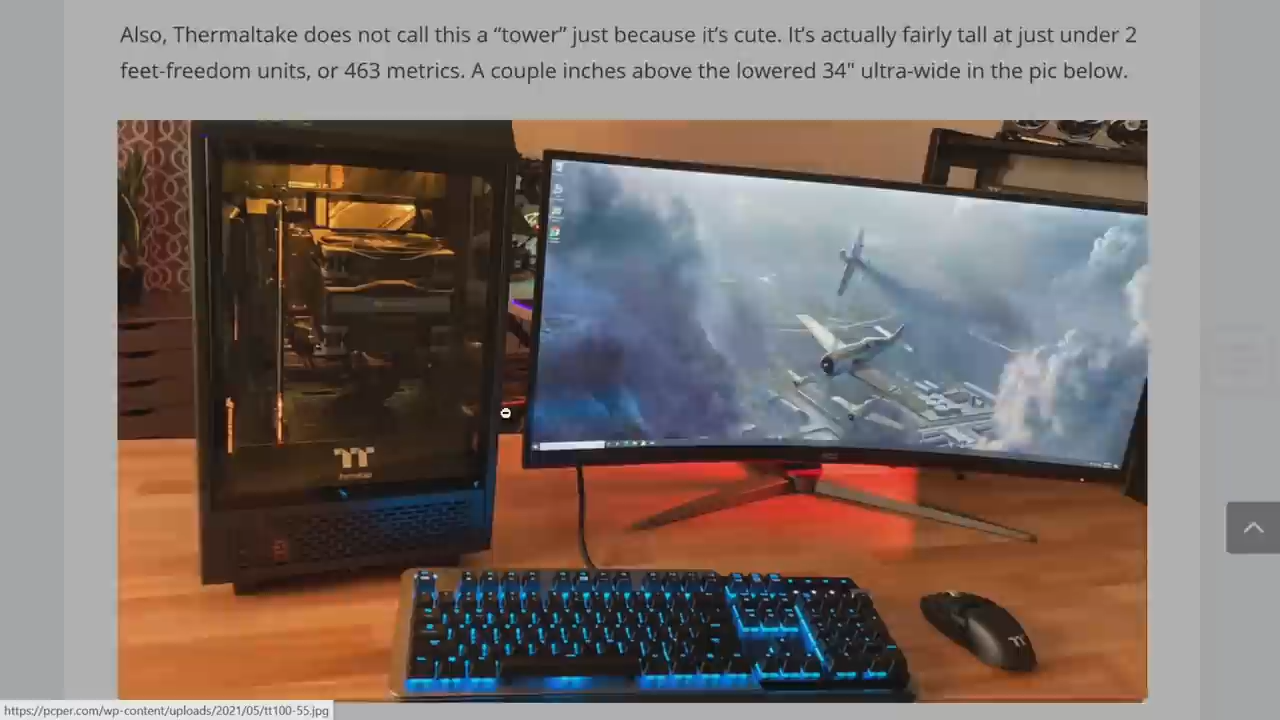 Also, Thermaltake does not call this a “tower” just because it’s cute. It’s actually fairly tall at just under 2
feet-freedom units, or 463 metrics. A couple inches above the lowered 34" ultra-wide in the pic below.
https://pcper.com/wp-content/uploads/2021/05/tt100-55.jpg